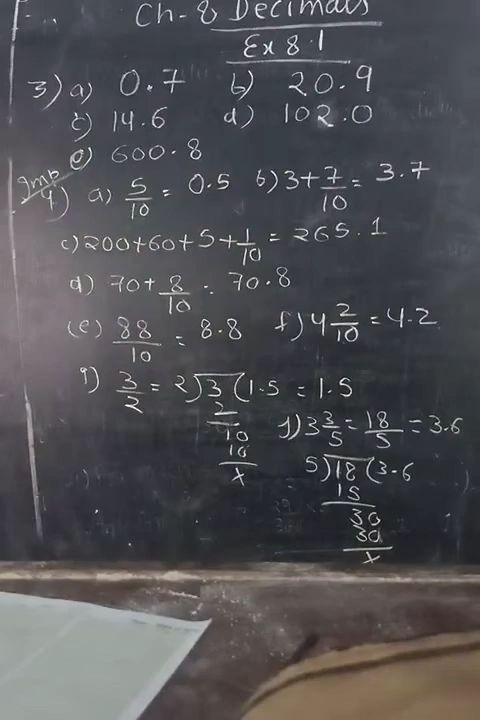 Ch-8 Decimals
Ex 8.1
3) a) 0.7 b) 20.9
c) 14.6 d) 102.0
e) 600.8
Imp
4) a) 5/10 = 0.5 b) 3+7/10 = 3.7
c) 200+60+5+1/10 = 265.1
d) 70+8/10 = 70.8
(e) 88/10 = 8.8 f) 4 2/10 = 4.2
i) 3/2 = 2)3(1.5 = 1.5
2
10
10
x
j) 3 3/5 = 18/5 = 3.6
5)18(3.6
15
30
30
x